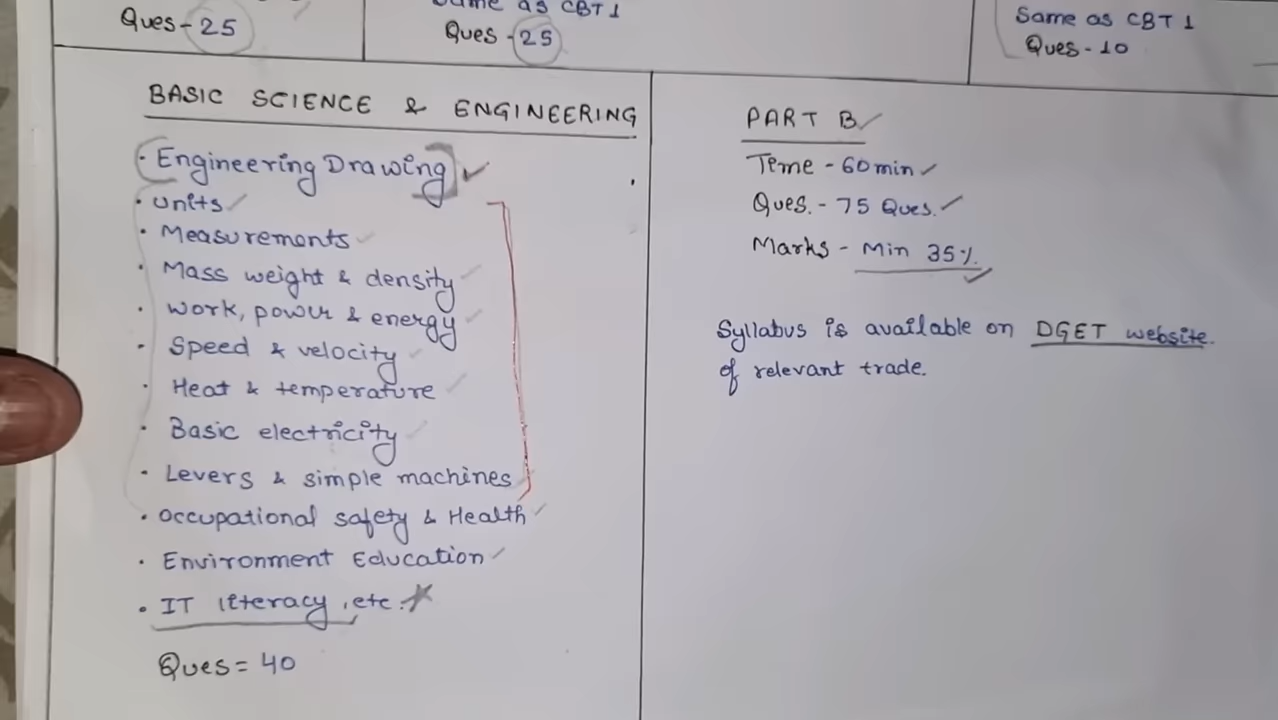 Same as CBT 1
Ques - 25
Ques - 25
Same as CBT 1
Ques - 10
BASIC SCIENCE & ENGINEERING
• Engineering Drawing
• Units
• Measurements
• Mass weight & density
• Work, power & energy
• Speed & velocity
• Heat & temperature
• Basic electricity
• Levers & simple machines
• Occupational safety & Health
• Environment Education
• IT literacy, etc.
Ques = 40
PART B
Teme - 60 min
Ques. - 75 Ques.
Marks - Min 35%.
Syllabus is available on DGET website.
of relevant trade.